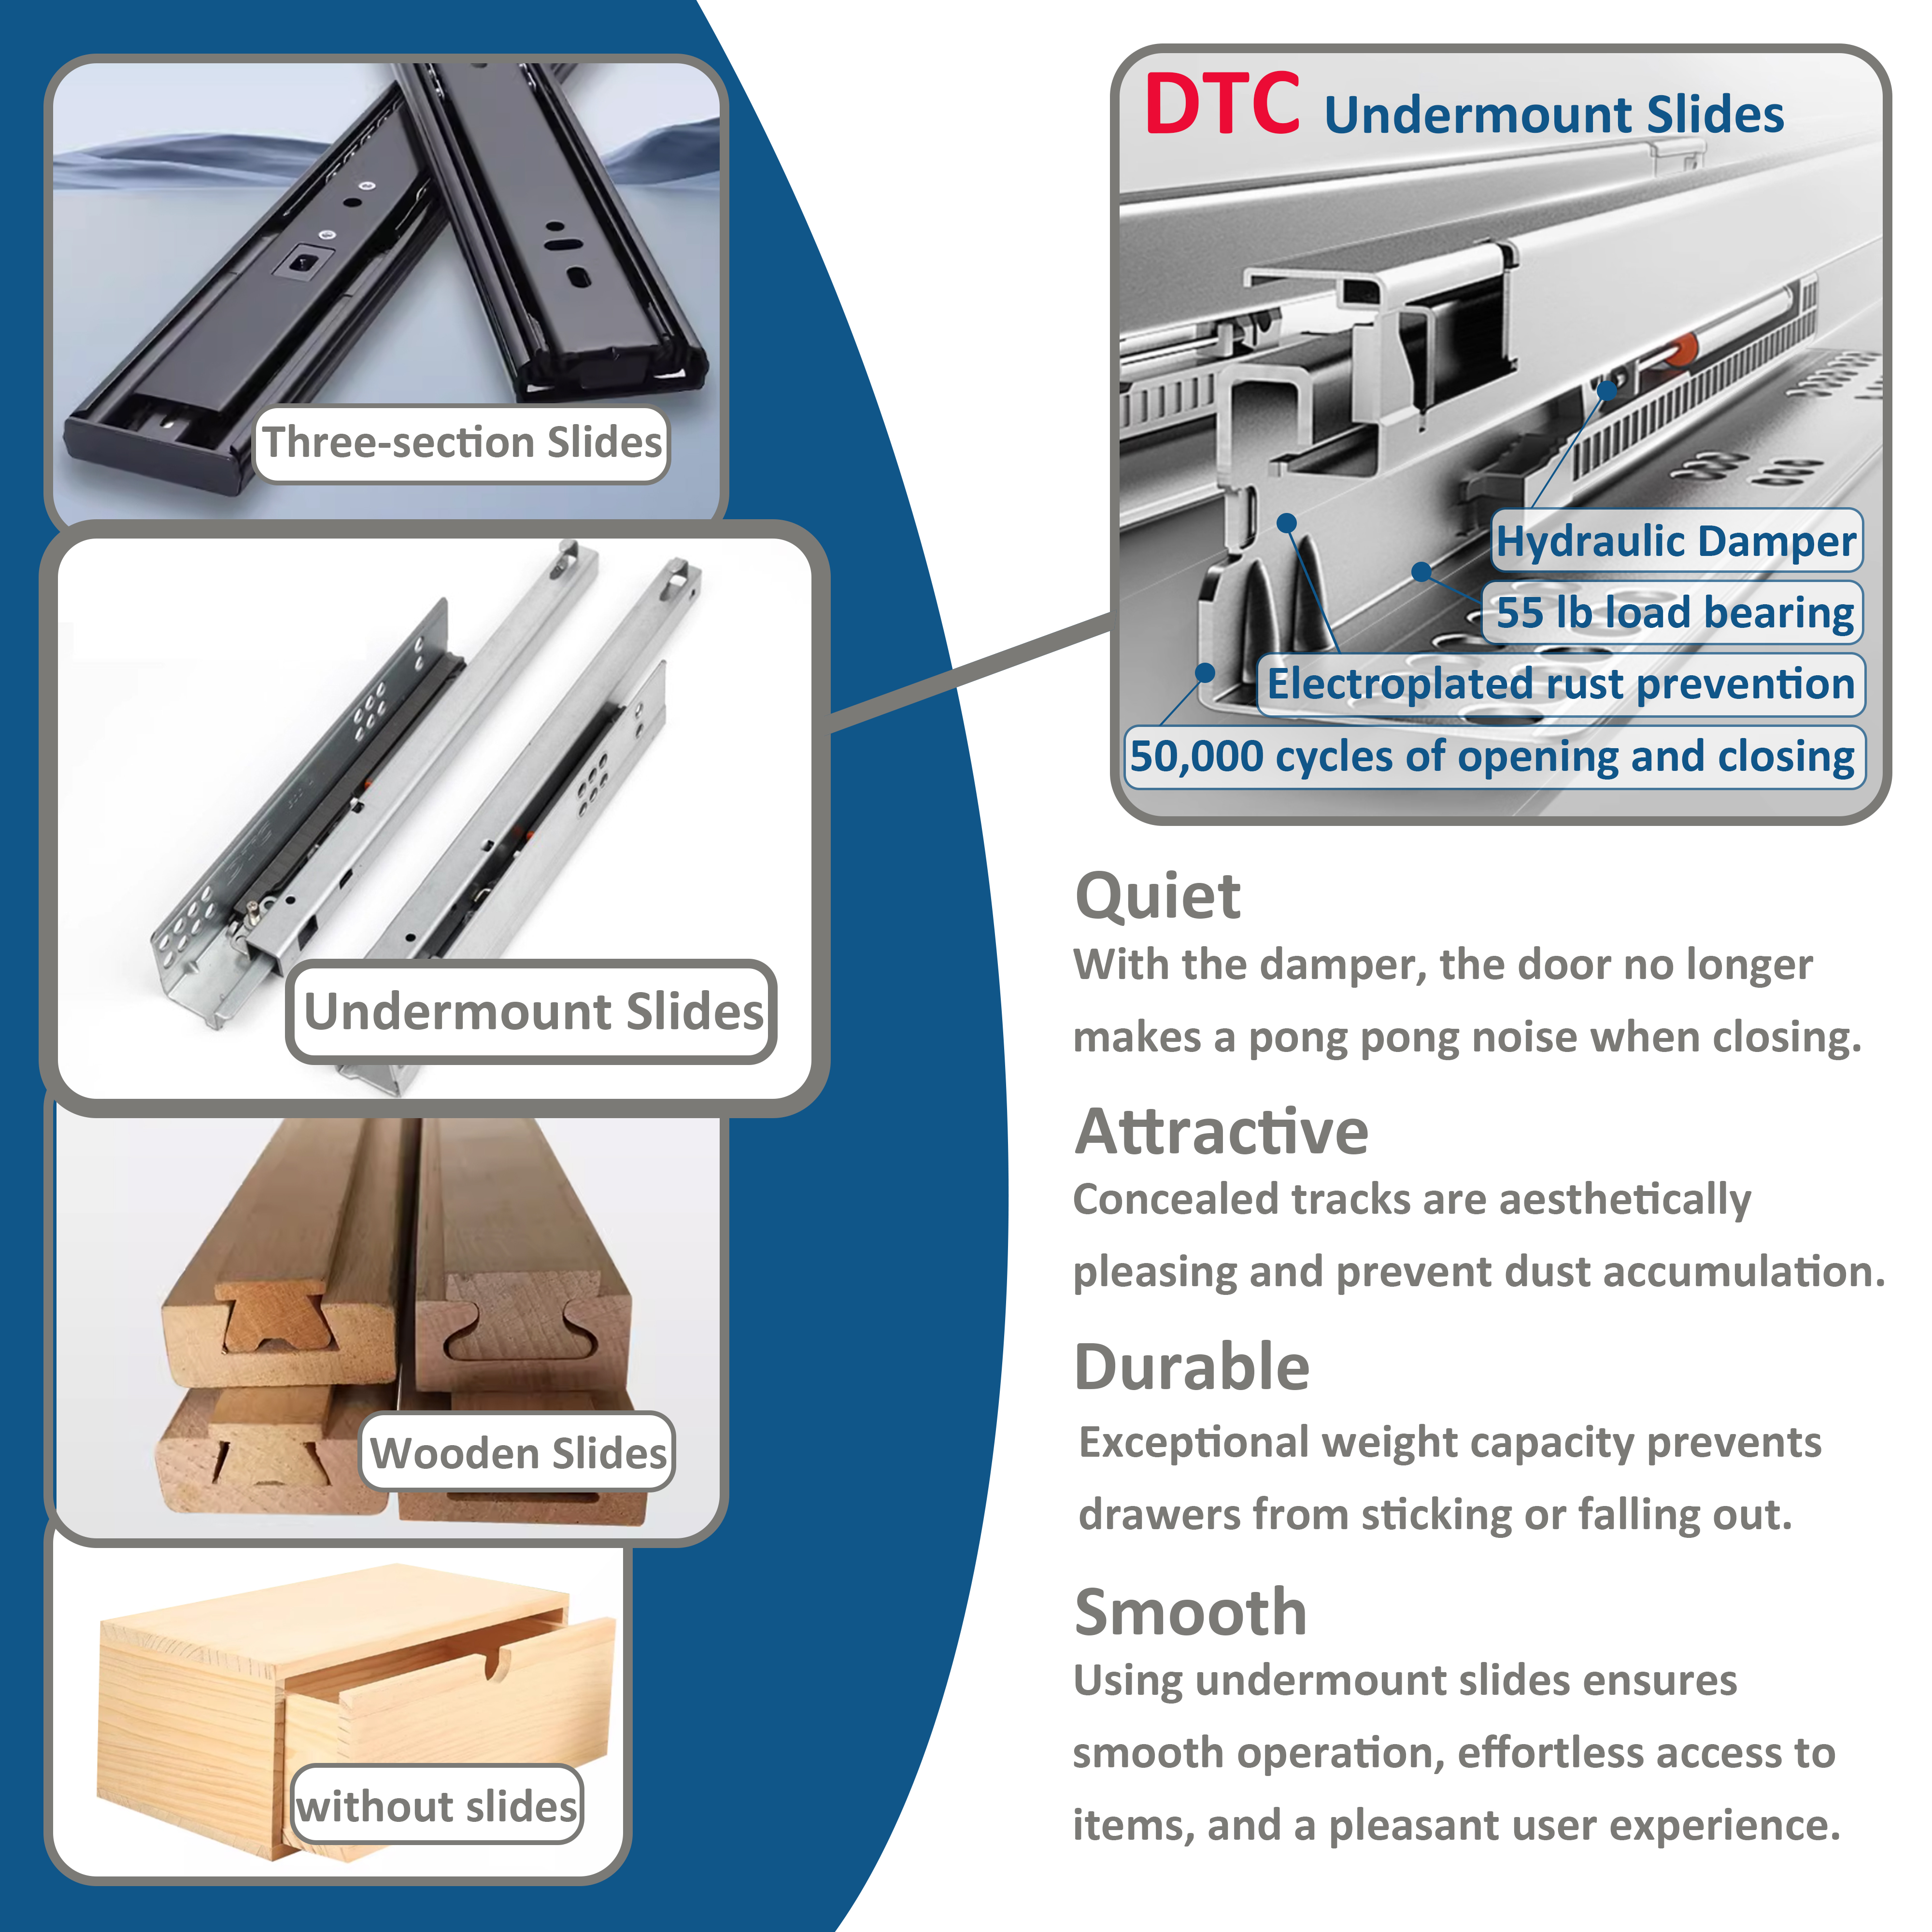 Three-section Slides
Undermount Slides
Wooden Slides
without slides
DTC Undermount Slides
Hydraulic Damper
55 lb load bearing
Electroplated rust prevention
50,000 cycles of opening and closing
Quiet
With the damper, the door no longer
makes a pong pong noise when closing.
Attractive
Concealed tracks are aesthetically
pleasing and prevent dust accumulation.
Durable
Exceptional weight capacity prevents
drawers from sticking or falling out.
Smooth
Using undermount slides ensures
smooth operation, effortless access to
items, and a pleasant user experience.